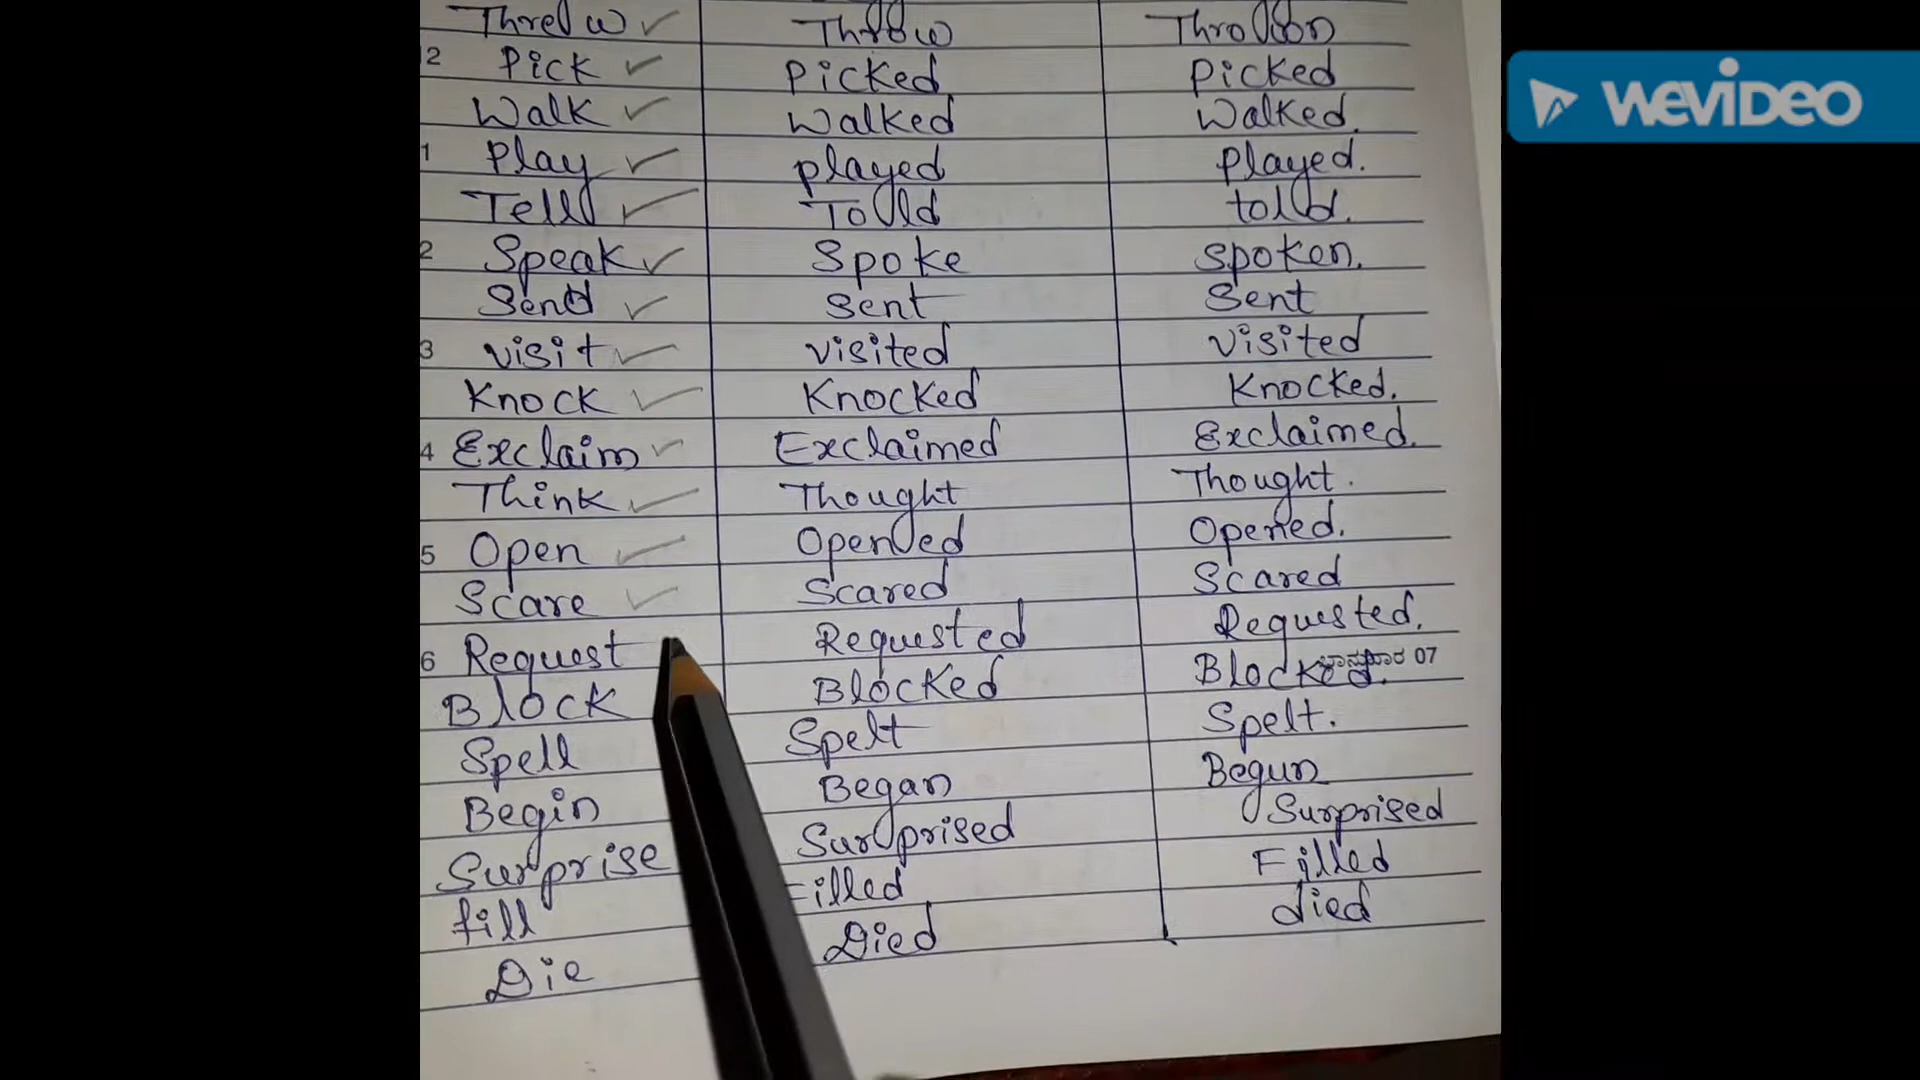 Threw Throw Thrown
12 Pick Picked Picked
Walk Walked Walked.
1 Play played Played.
Tell Told told.
2 Speak Spoke Spoken.
Send Sent Sent
3 visit visited Visited
Knock Knocked Knocked.
4 Exclaim Exclaimed Exclaimed.
Think Thought Thought.
5 Open Opened Opened.
Scare Scared Scared
6 Request Requested Requested.
Block Blocked Blocked.
07
Spell Spelt Spelt.
Begin Began Begun
Surprise Surprised Surprised
fill filled Filled
Die Died died
WEVIDEO